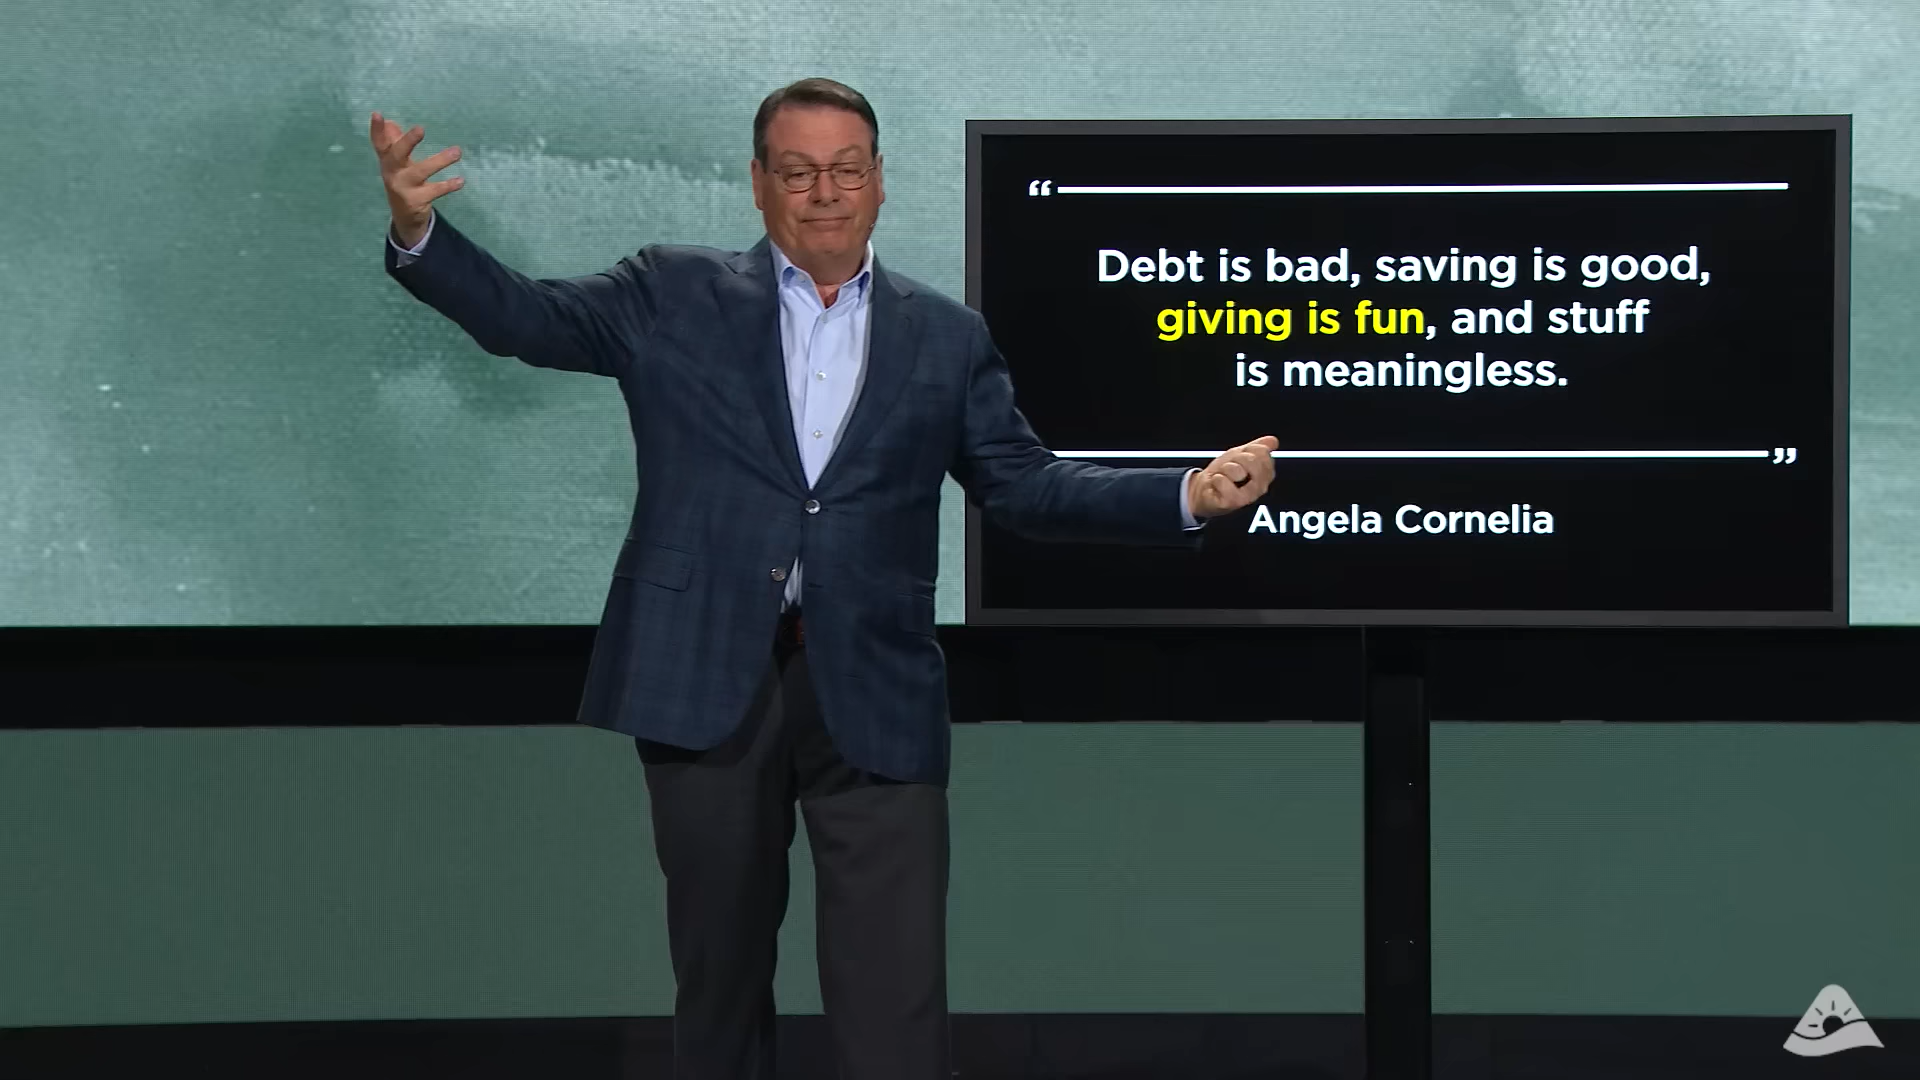 “
Debt is bad, saving is good,
giving is fun, and stuff
is meaningless.
”
Angela Cornelia